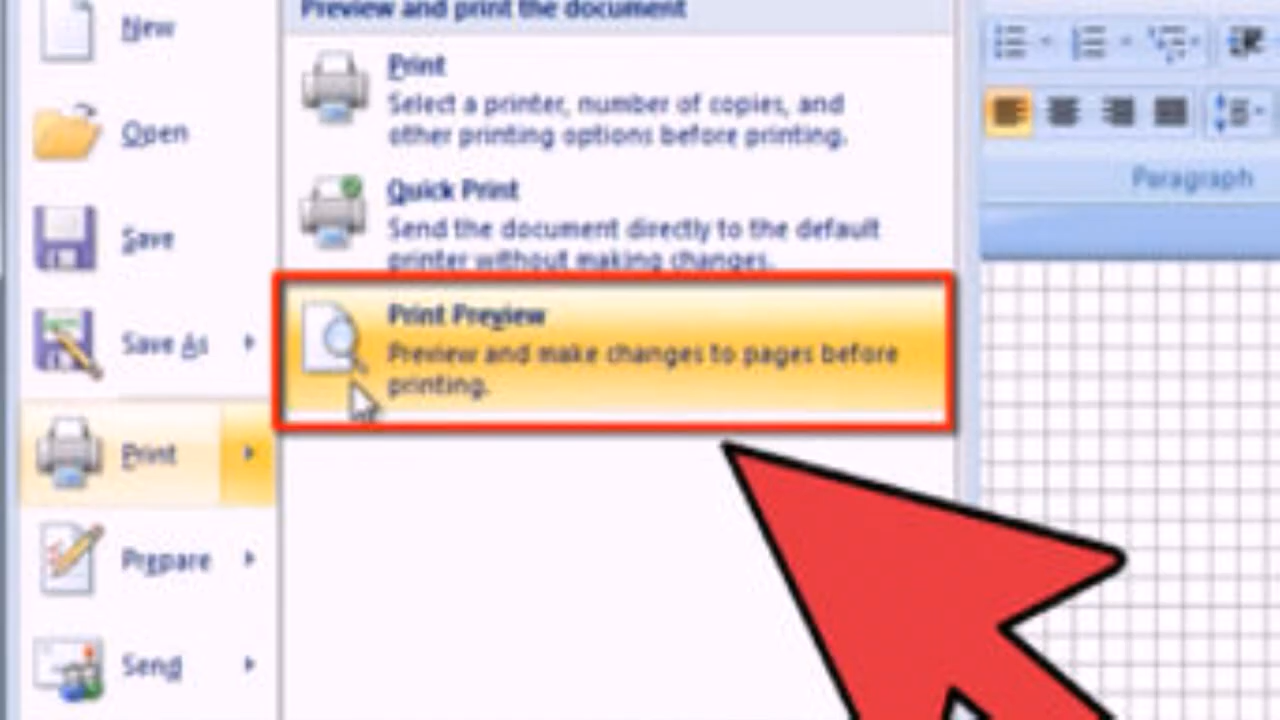 Preview and print the document
New
Open
Save
Save As
Print
Prepare
Send
Print
Select a printer, number of copies, and
other printing options before printing.
Quick Print
Send the document directly to the default
printer without making changes.
Print Preview
Preview and make changes to pages before
printing.
Paragraph